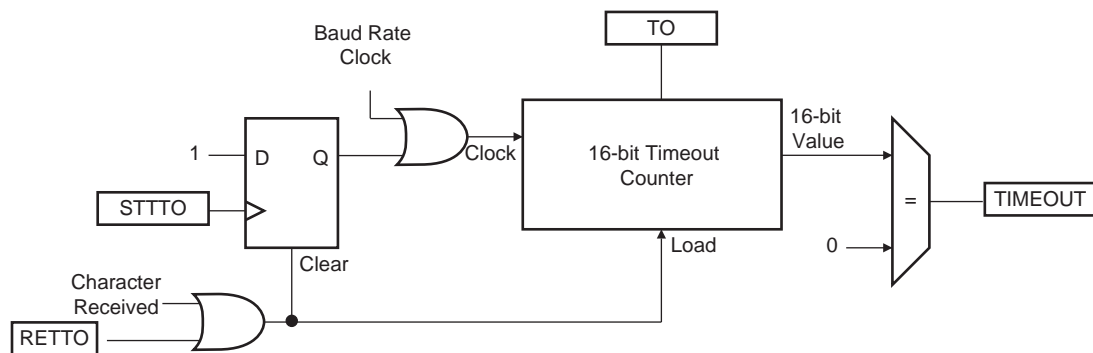 TO
Baud Rate
Clock
1
D
Q
Clock
16-bit Timeout
Counter
16-bit
Value
=
TIMEOUT
STTTO
Clear
Load
0
Character
Received
RETTO